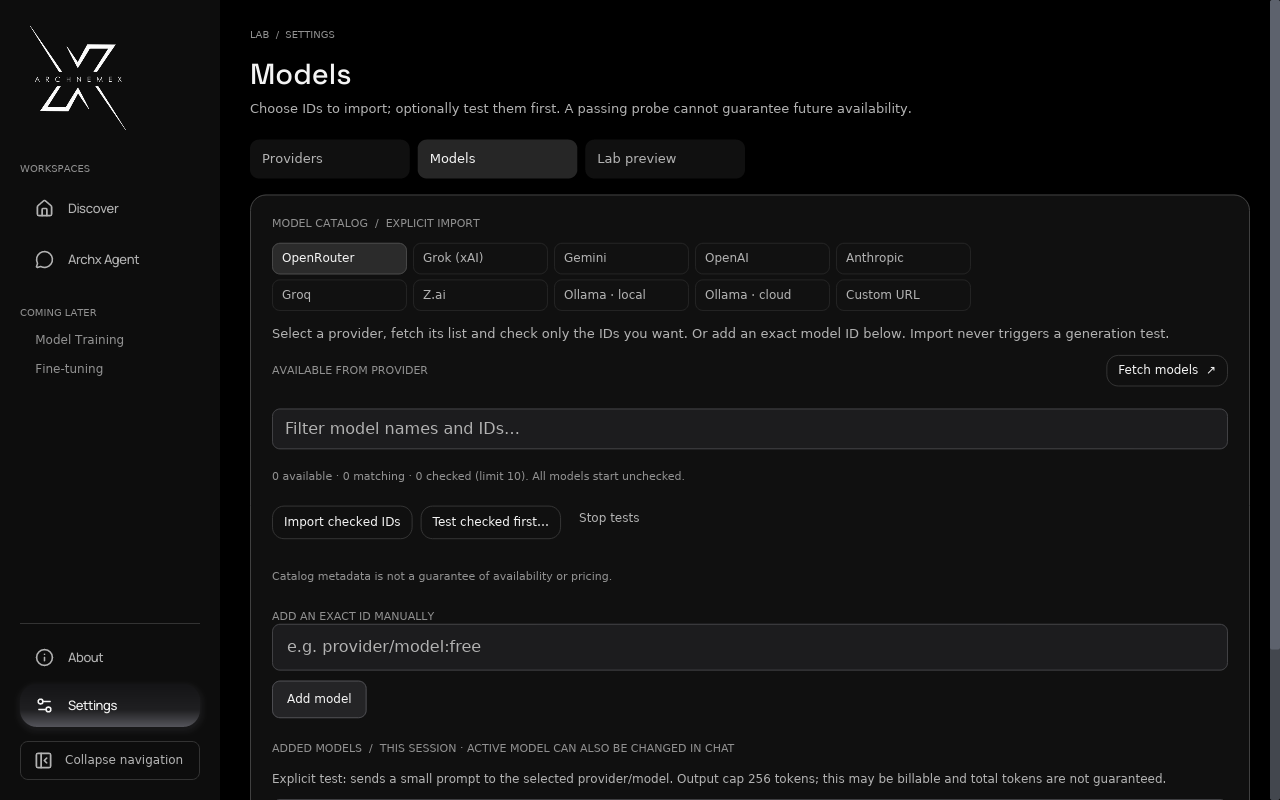 ARCHNEMEX
WORKSPACES
Discover
Archx Agent
COMING LATER
Model Training
Fine-tuning
About
Settings
Collapse navigation
LAB / SETTINGS
Models
Choose IDs to import; optionally test them first. A passing probe cannot guarantee future availability.
Providers
Models
Lab preview
MODEL CATALOG / EXPLICIT IMPORT
OpenRouter
Grok (xAI)
Gemini
OpenAI
Anthropic
Groq
Z.ai
Ollama · local
Ollama · cloud
Custom URL
Select a provider, fetch its list and check only the IDs you want. Or add an exact model ID below. Import never triggers a generation test.
AVAILABLE FROM PROVIDER
Fetch models ↗
Filter model names and IDs…
0 available · 0 matching · 0 checked (limit 10). All models start unchecked.
Import checked IDs
Test checked first…
Stop tests
Catalog metadata is not a guarantee of availability or pricing.
ADD AN EXACT ID MANUALLY
e.g. provider/model:free
Add model
ADDED MODELS / THIS SESSION · ACTIVE MODEL CAN ALSO BE CHANGED IN CHAT
Explicit test: sends a small prompt to the selected provider/model. Output cap 256 tokens; this may be billable and total tokens are not guaranteed.